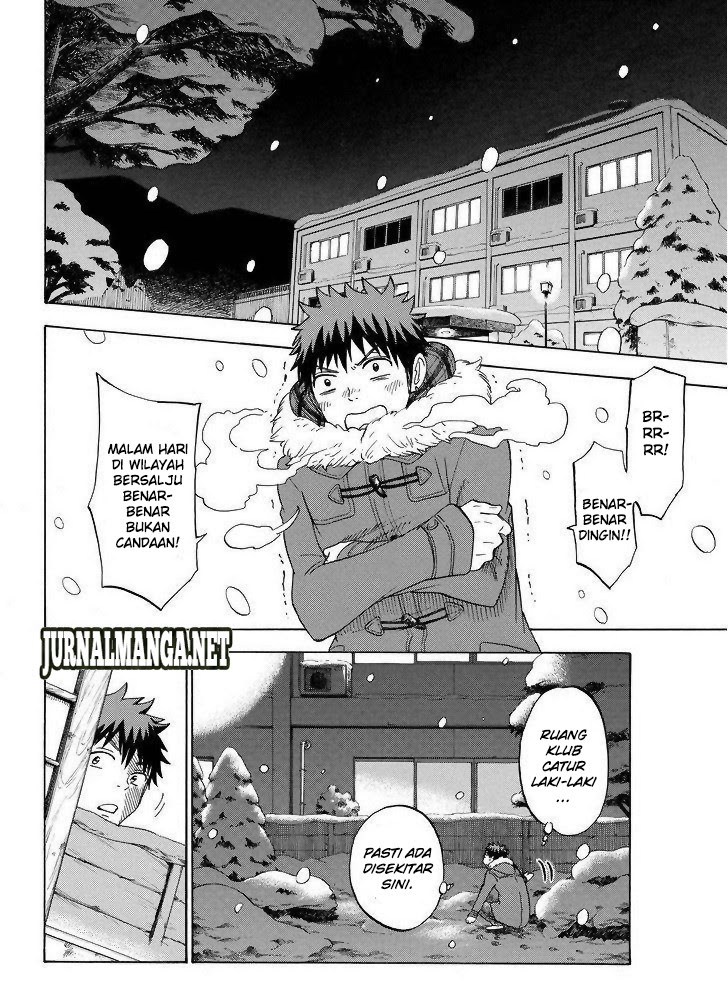 BR-
RR-
RR!
BENAR-
BENAR
DINGIN!!
MALAM HARI
DI WILAYAH
BERSALJU
BENAR-
BENAR
BUKAN
CANDAAN!
JURNALMANGA.NET
RUANG
KLUB
CATUR
LAKI-LAKI
...
PASTI ADA
DISEKITAR
SINI.